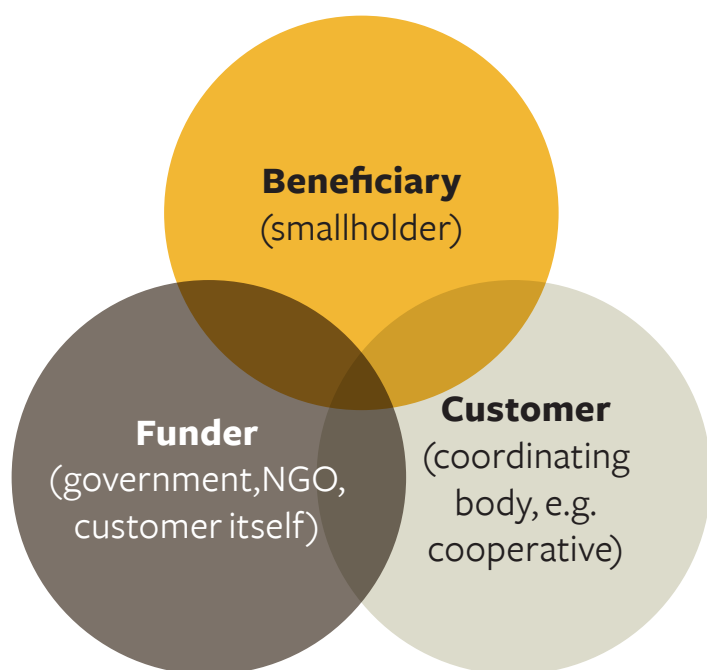 Beneficiary
(smallholder)
Funder
(government,NGO,
customer itself)
Customer
(coordinating
body, e.g.
cooperative)